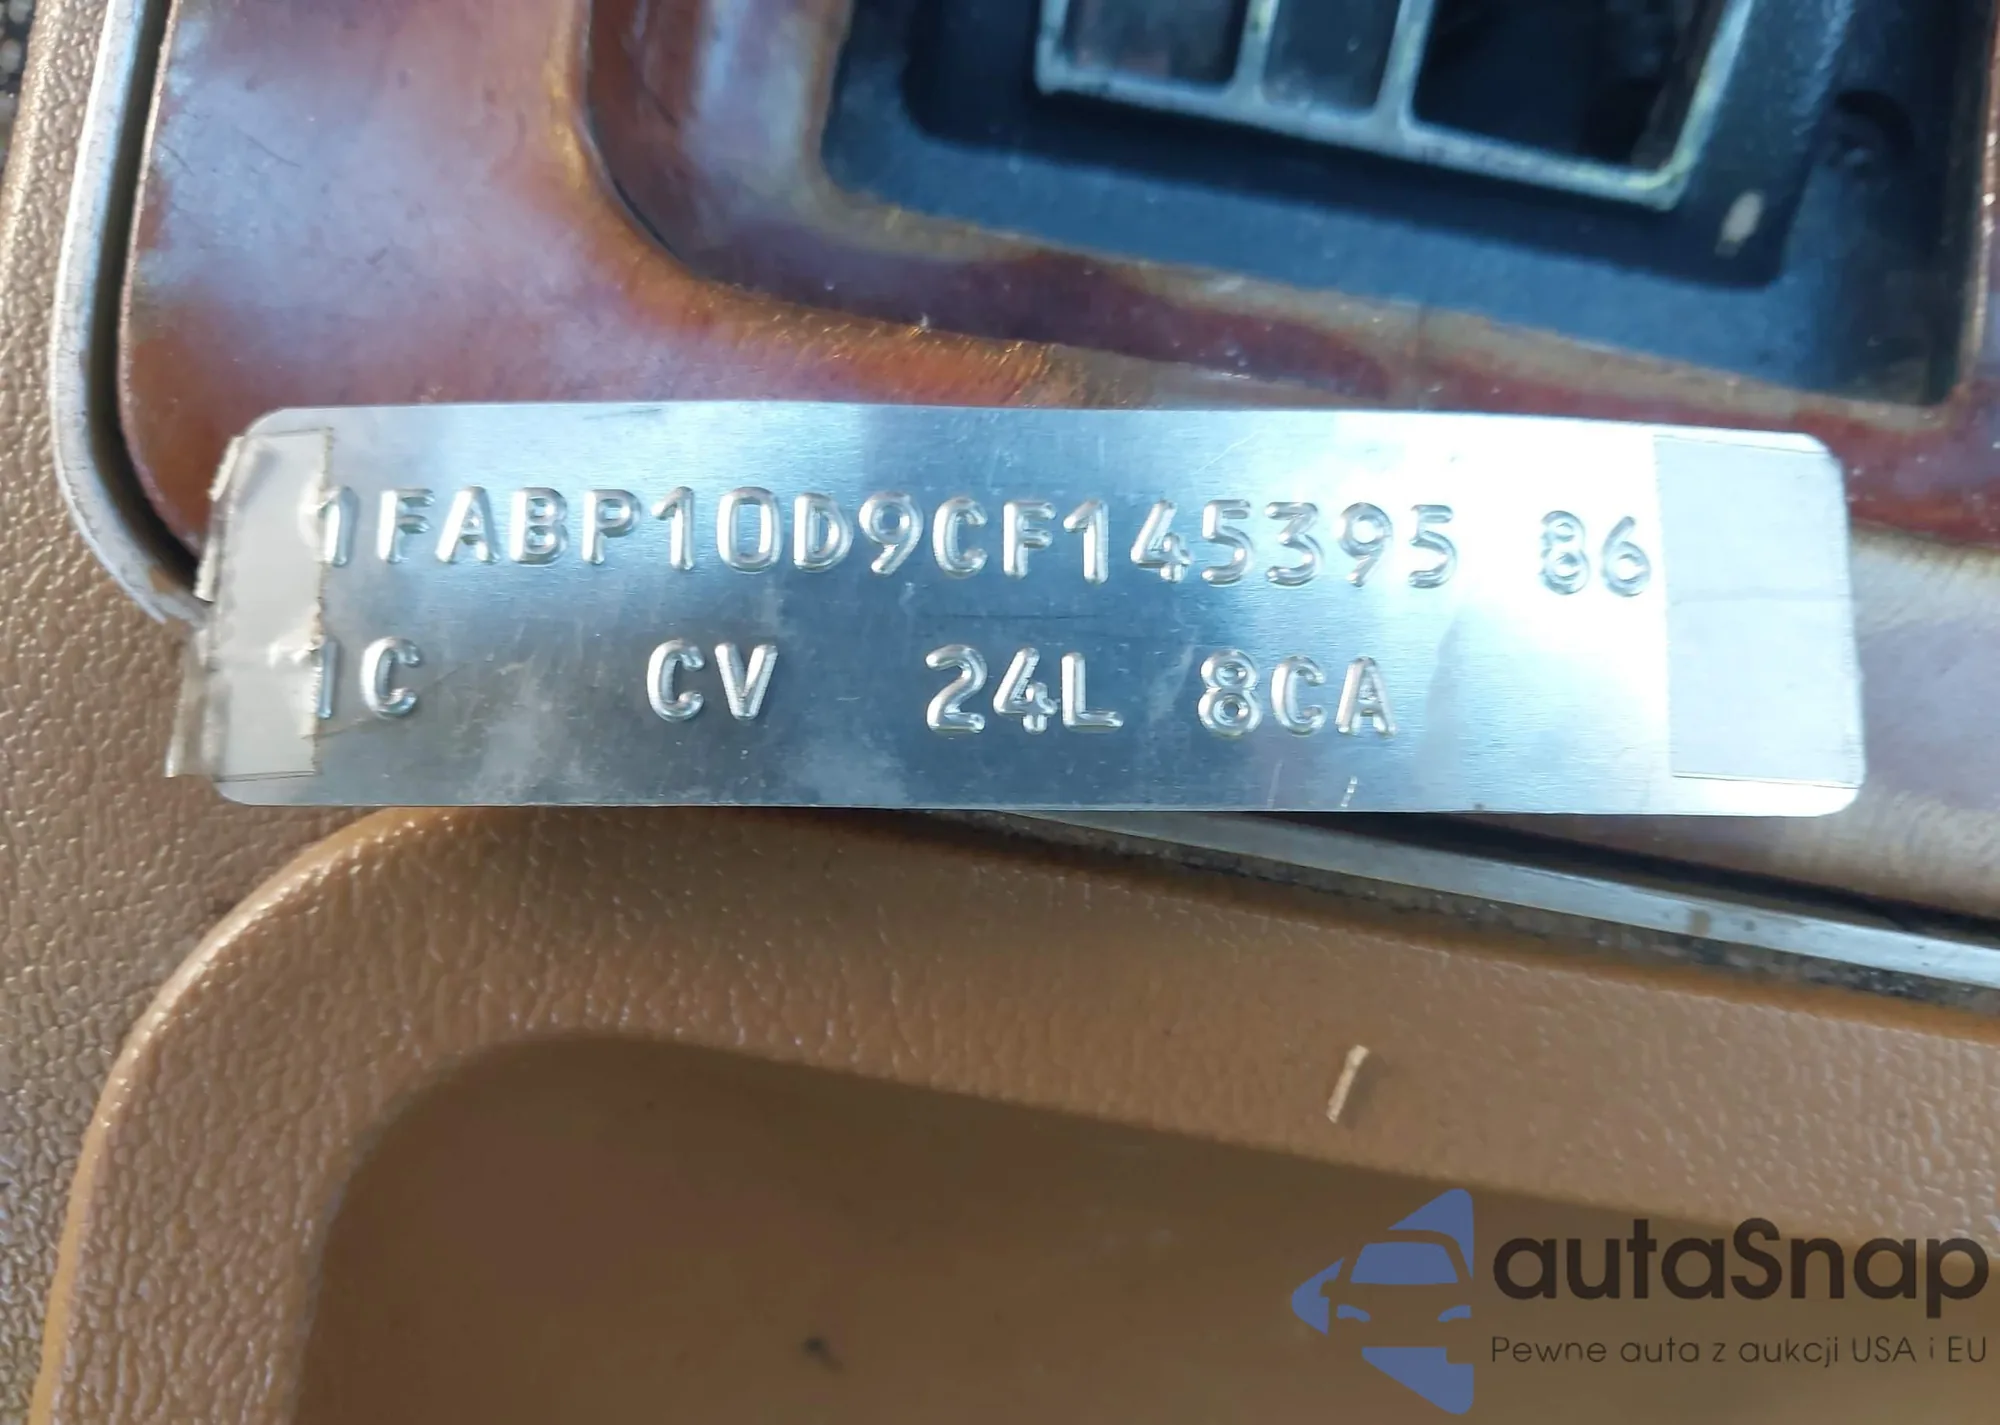 1FABP10D9CF145395 86
1C CV 24L 8CA
autaSnap
Pewne auta z aukcji USA i EU